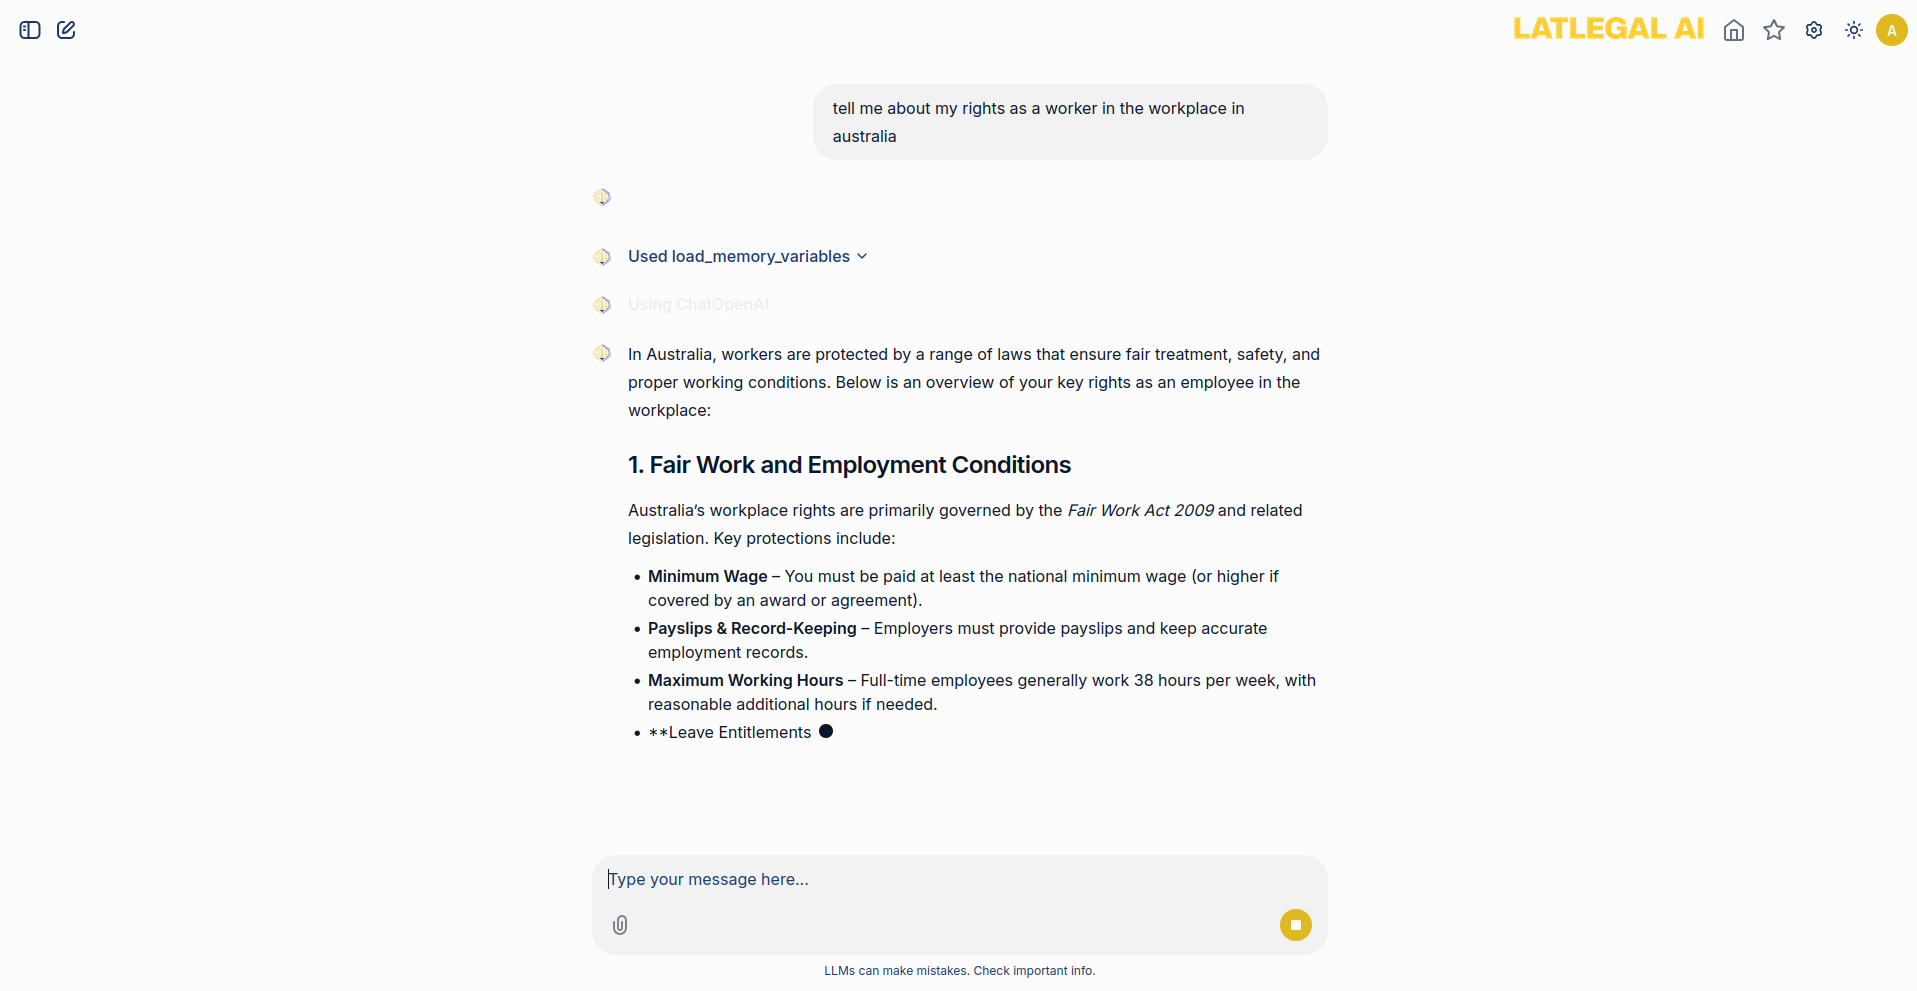 LATLEGAL AI
A
tell me about my rights as a worker in the workplace in
australia
Used load_memory_variables
Using ChatOpenAI
In Australia, workers are protected by a range of laws that ensure fair treatment, safety, and
proper working conditions. Below is an overview of your key rights as an employee in the
workplace:
1. Fair Work and Employment Conditions
Australia's workplace rights are primarily governed by the Fair Work Act 2009 and related
legislation. Key protections include:
• Minimum Wage – You must be paid at least the national minimum wage (or higher if
covered by an award or agreement).
• Payslips & Record-Keeping – Employers must provide payslips and keep accurate
employment records.
• Maximum Working Hours – Full-time employees generally work 38 hours per week, with
reasonable additional hours if needed.
• **Leave Entitlements
Type your message here...
LLMs can make mistakes. Check important info.